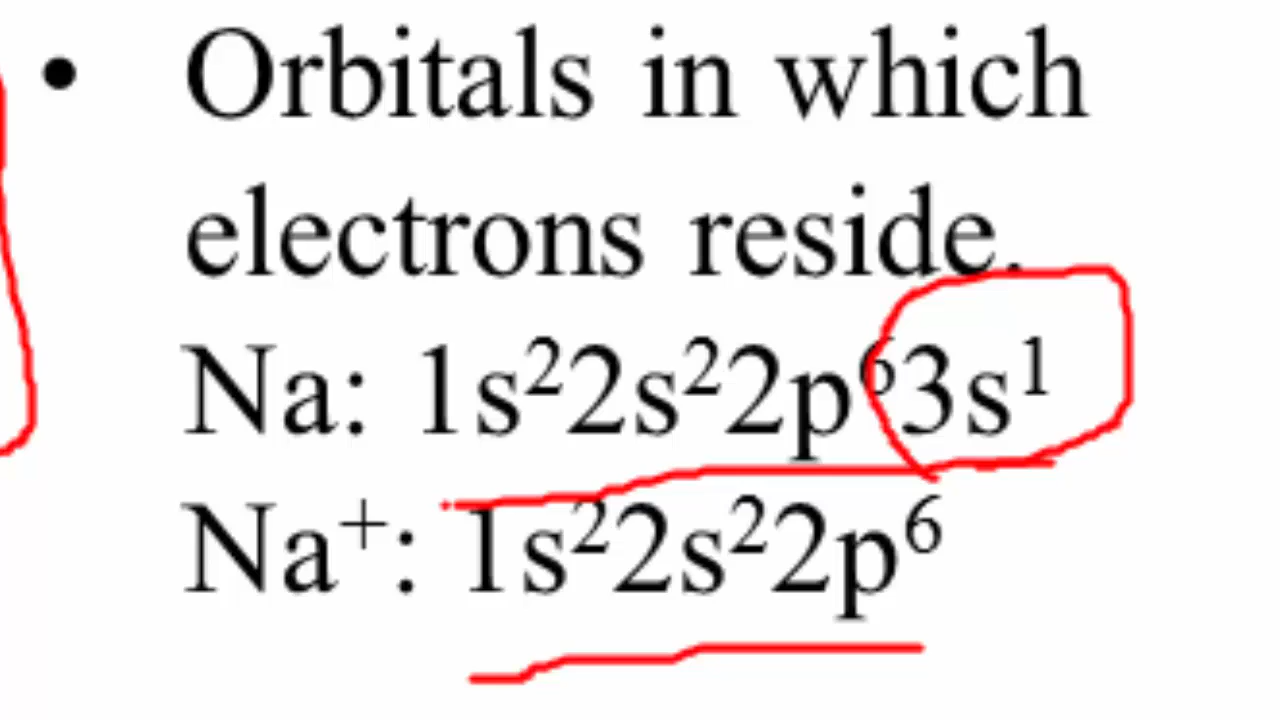 • Orbitals in which
electrons reside.
Na: 1s²2s²2p⁶3s¹
Na⁺: 1s²2s²2p⁶